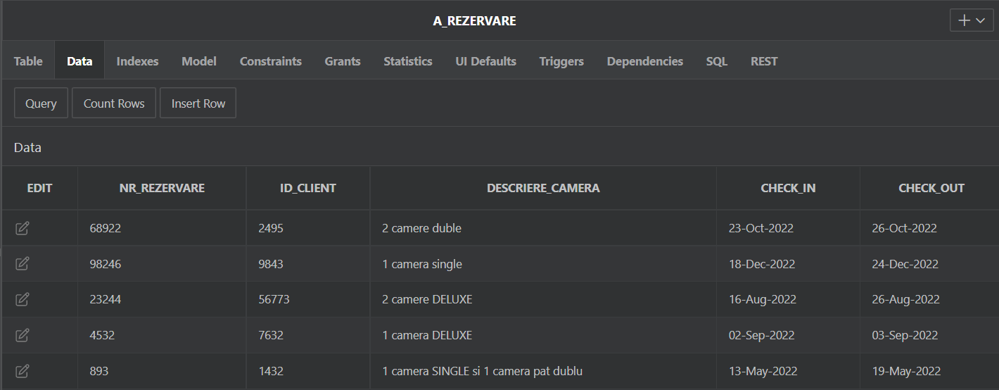 A_REZERVARE
Table Data Indexes Model Constraints Grants Statistics UI Defaults Triggers Dependencies SQL REST
Query Count Rows Insert Row
Data
EDIT NR_REZERVARE ID_CLIENT DESCRIERE_CAMERA CHECK_IN CHECK_OUT
68922 2495 2 camere duble 23-Oct-2022 26-Oct-2022
98246 9843 1 camera single 18-Dec-2022 24-Dec-2022
23244 56773 2 camere DELUXE 16-Aug-2022 26-Aug-2022
4532 7632 1 camera DELUXE 02-Sep-2022 03-Sep-2022
893 1432 1 camera SINGLE si 1 camera pat dublu 13-May-2022 19-May-2022